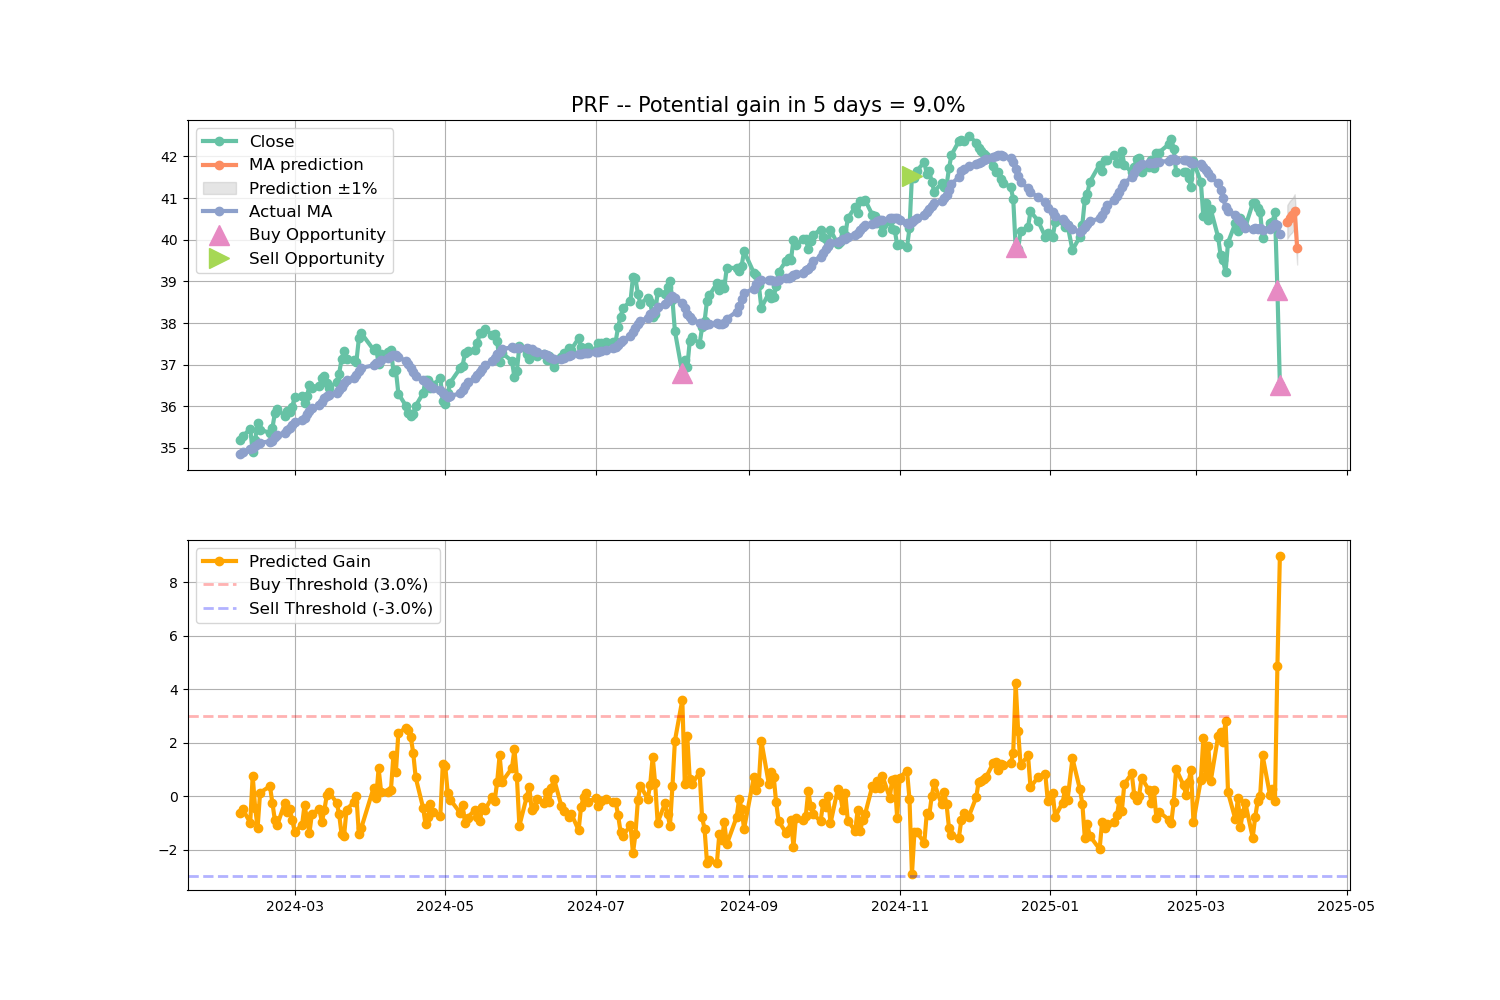 PRF -- Potential gain in 5 days = 9.0%
Close
MA prediction
Prediction ±1%
Actual MA
Buy Opportunity
Sell Opportunity
42
41
40
39
38
37
36
35
Predicted Gain
Buy Threshold (3.0%)
Sell Threshold (-3.0%)
8
6
4
2
0
−2
2024-03 2024-05 2024-07 2024-09 2024-11 2025-01 2025-03 2025-05